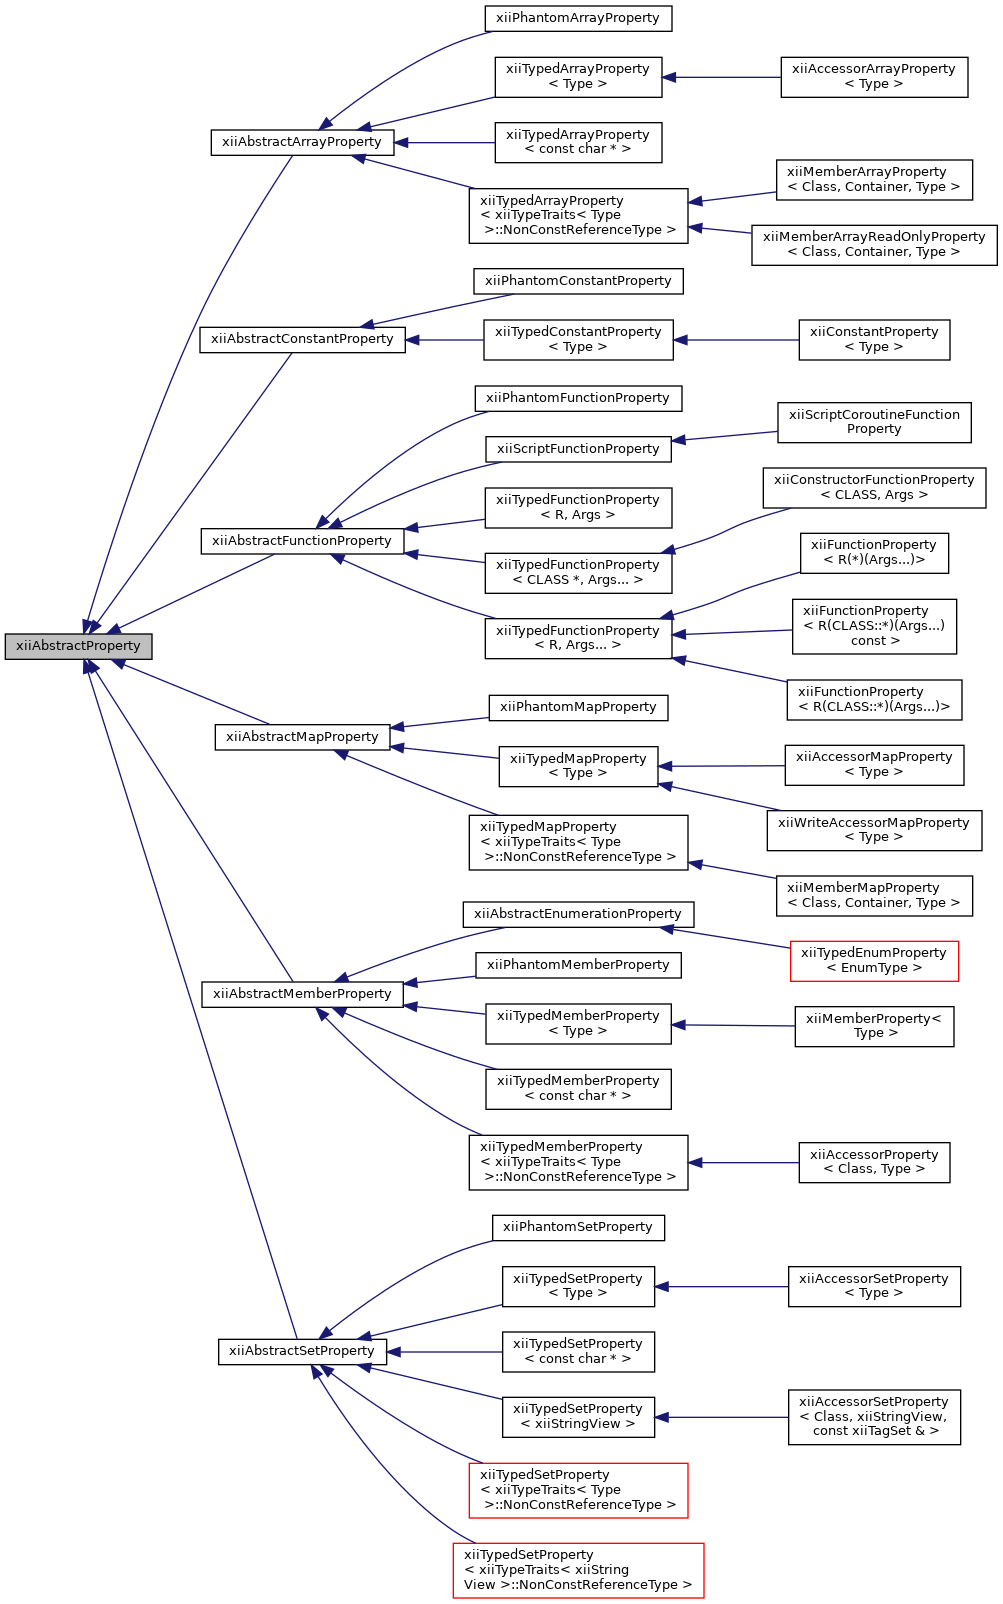 xiiPhantomArrayProperty
xiiTypedArrayProperty
< Type >
xiiAccessorArrayProperty
< Type >
xiiAbstractArrayProperty
xiiTypedArrayProperty
< const char * >
xiiTypedArrayProperty
< xiiTypeTraits< Type
>::NonConstReferenceType >
xiiMemberArrayProperty
< Class, Container, Type >
xiiMemberArrayReadOnlyProperty
< Class, Container, Type >
xiiPhantomConstantProperty
xiiAbstractConstantProperty
xiiTypedConstantProperty
< Type >
xiiConstantProperty
< Type >
xiiPhantomFunctionProperty
xiiScriptFunctionProperty
xiiScriptCoroutineFunction
Property
xiiTypedFunctionProperty
< R, Args >
xiiConstructorFunctionProperty
< CLASS, Args >
xiiAbstractFunctionProperty
xiiTypedFunctionProperty
< CLASS *, Args... >
xiiFunctionProperty
< R(*)(Args...)>
xiiTypedFunctionProperty
< R, Args... >
xiiFunctionProperty
< R(CLASS::*)(Args...)
const >
xiiFunctionProperty
< R(CLASS::*)(Args...)>
xiiAbstractProperty
xiiPhantomMapProperty
xiiAbstractMapProperty
xiiTypedMapProperty
< Type >
xiiAccessorMapProperty
< Type >
xiiWriteAccessorMapProperty
< Type >
xiiTypedMapProperty
< xiiTypeTraits< Type
>::NonConstReferenceType >
xiiMemberMapProperty
< Class, Container, Type >
xiiAbstractEnumerationProperty
xiiTypedEnumProperty
< EnumType >
xiiPhantomMemberProperty
xiiAbstractMemberProperty
xiiTypedMemberProperty
< Type >
xiiMemberProperty<
Type >
xiiTypedMemberProperty
< const char * >
xiiTypedMemberProperty
< xiiTypeTraits< Type
>::NonConstReferenceType >
xiiAccessorProperty
< Class, Type >
xiiPhantomSetProperty
xiiTypedSetProperty
< Type >
xiiAccessorSetProperty
< Type >
xiiAbstractSetProperty
xiiTypedSetProperty
< const char * >
xiiTypedSetProperty
< xiiStringView >
xiiAccessorSetProperty
< Class, xiiStringView,
const xiiTagSet & >
xiiTypedSetProperty
< xiiTypeTraits< Type
>::NonConstReferenceType >
xiiTypedSetProperty
< xiiTypeTraits< xiiString
View >::NonConstReferenceType >